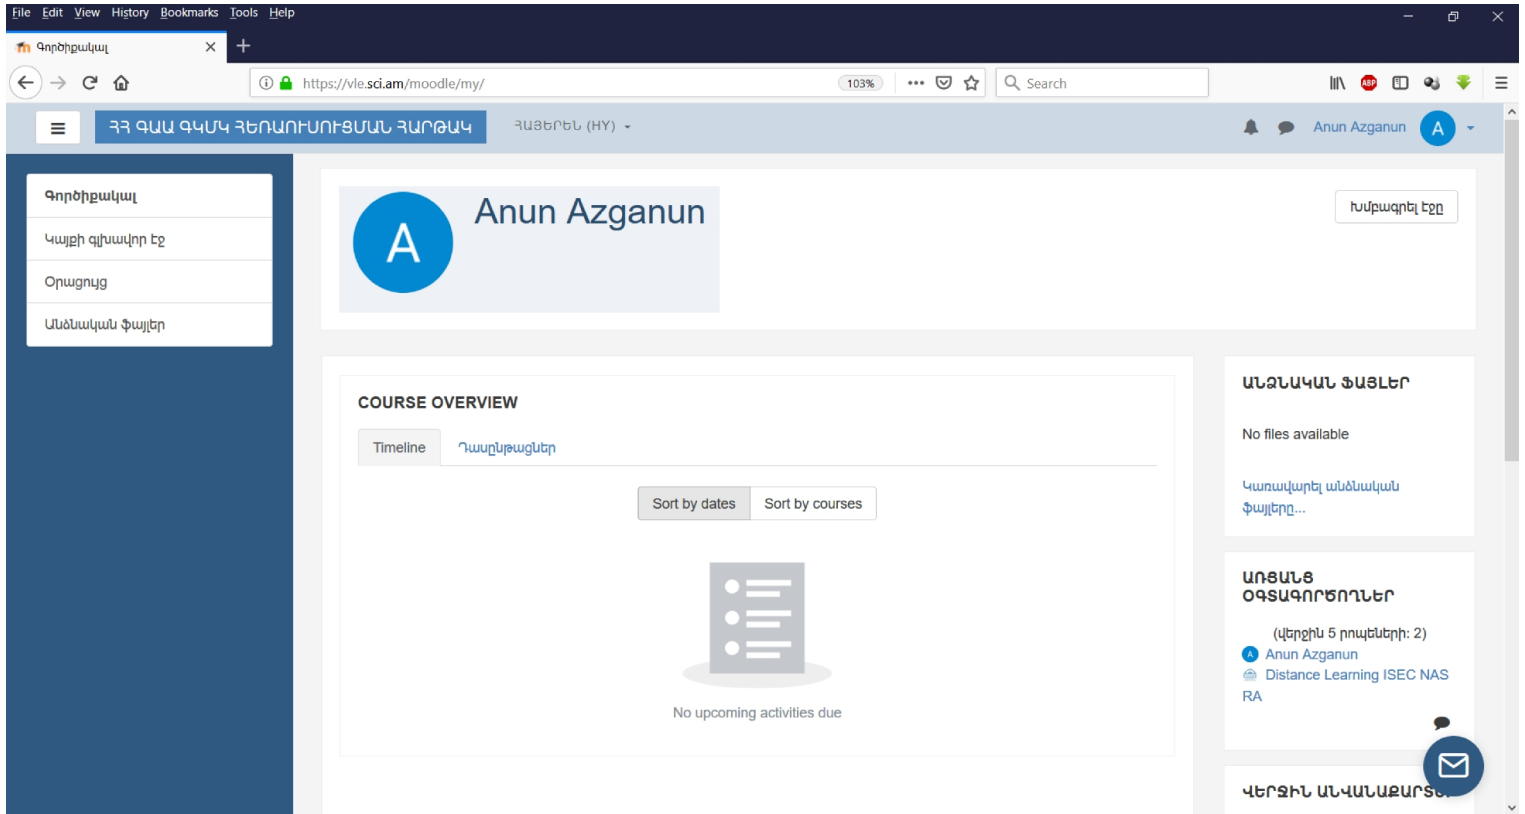 File Edit View History Bookmarks Tools Help
Գործիքակալ
https://vle.sci.am/moodle/my/
103%
Search
ABP
ՀՀ ԳԱԱ ԳԿՄԿ ՀԵՌԱՈՒՍՈՒՑՄԱՆ ՀԱՐԹԱԿ
ՀԱՅԵՐԵՆ (HY)
Anun Azganun
A
Գործիքակալ
Կայքի գլխավոր էջ
Օրացույց
Անձնական ֆայլեր
A
Anun Azganun
Խմբագրել էջը
COURSE OVERVIEW
Timeline
Դասընթացներ
Sort by dates
Sort by courses
No upcoming activities due
ԱՆՁՆԱԿԱՆ ՖԱՅԼԵՐ
No files available
Կառավարել անձնական
ֆայլերը...
ԱՌՑԱՆՑ
ՕԳՏԱԳՈՐԾՈՂՆԵՐ
(վերջին 5 րոպեների: 2)
A Anun Azganun
Distance Learning ISEC NAS
RA
ՎԵՐՋԻՆ